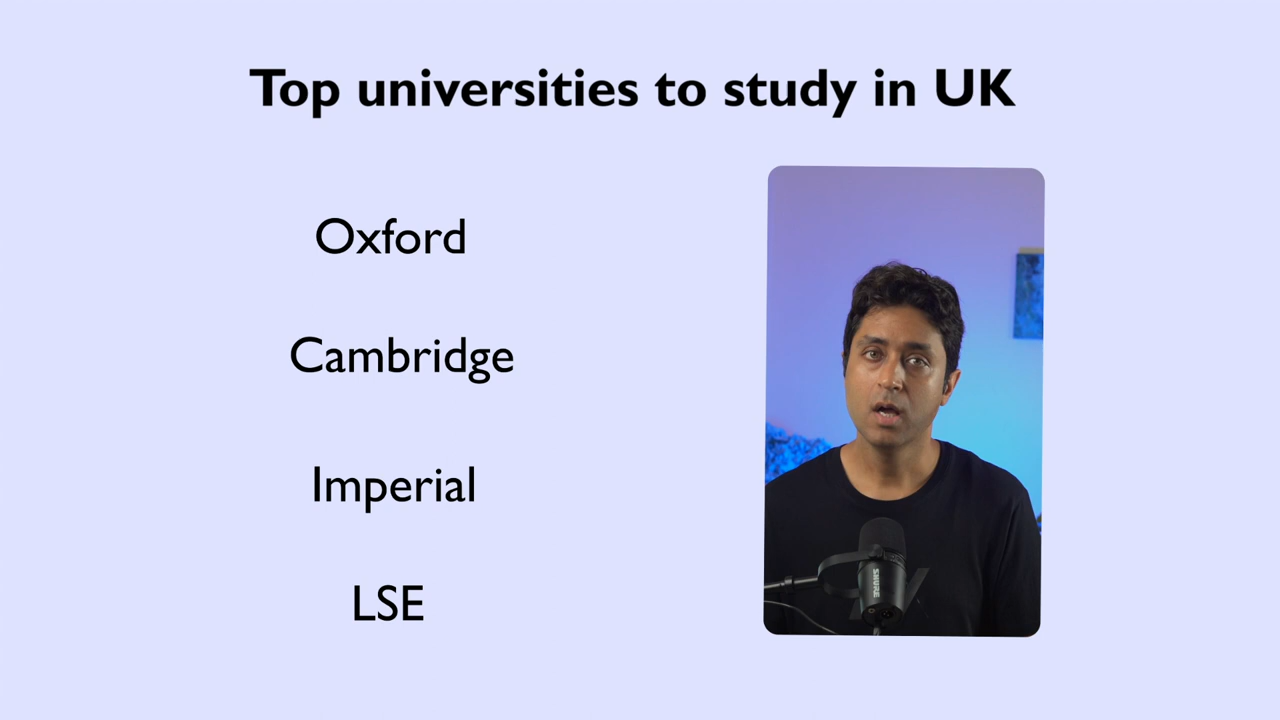 Top universities to study in UK
Oxford
Cambridge
Imperial
LSE
SHURE